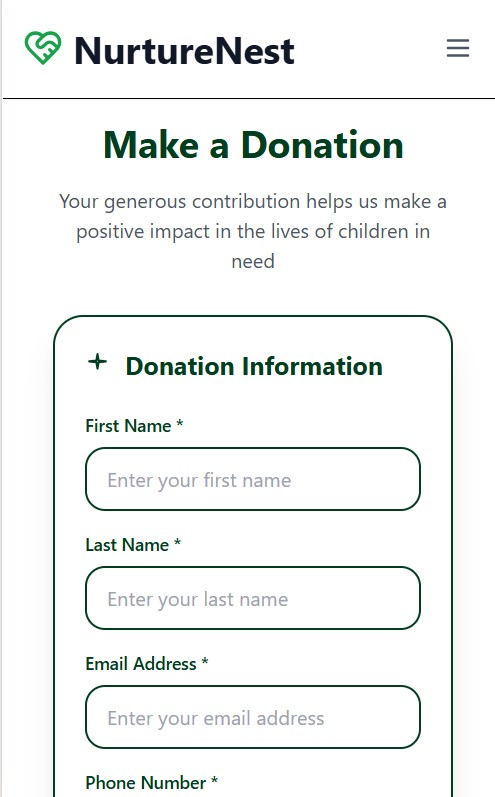 NurtureNest
Make a Donation
Your generous contribution helps us make a
positive impact in the lives of children in
need
Donation Information
First Name *
Enter your first name
Last Name *
Enter your last name
Email Address *
Enter your email address
Phone Number *